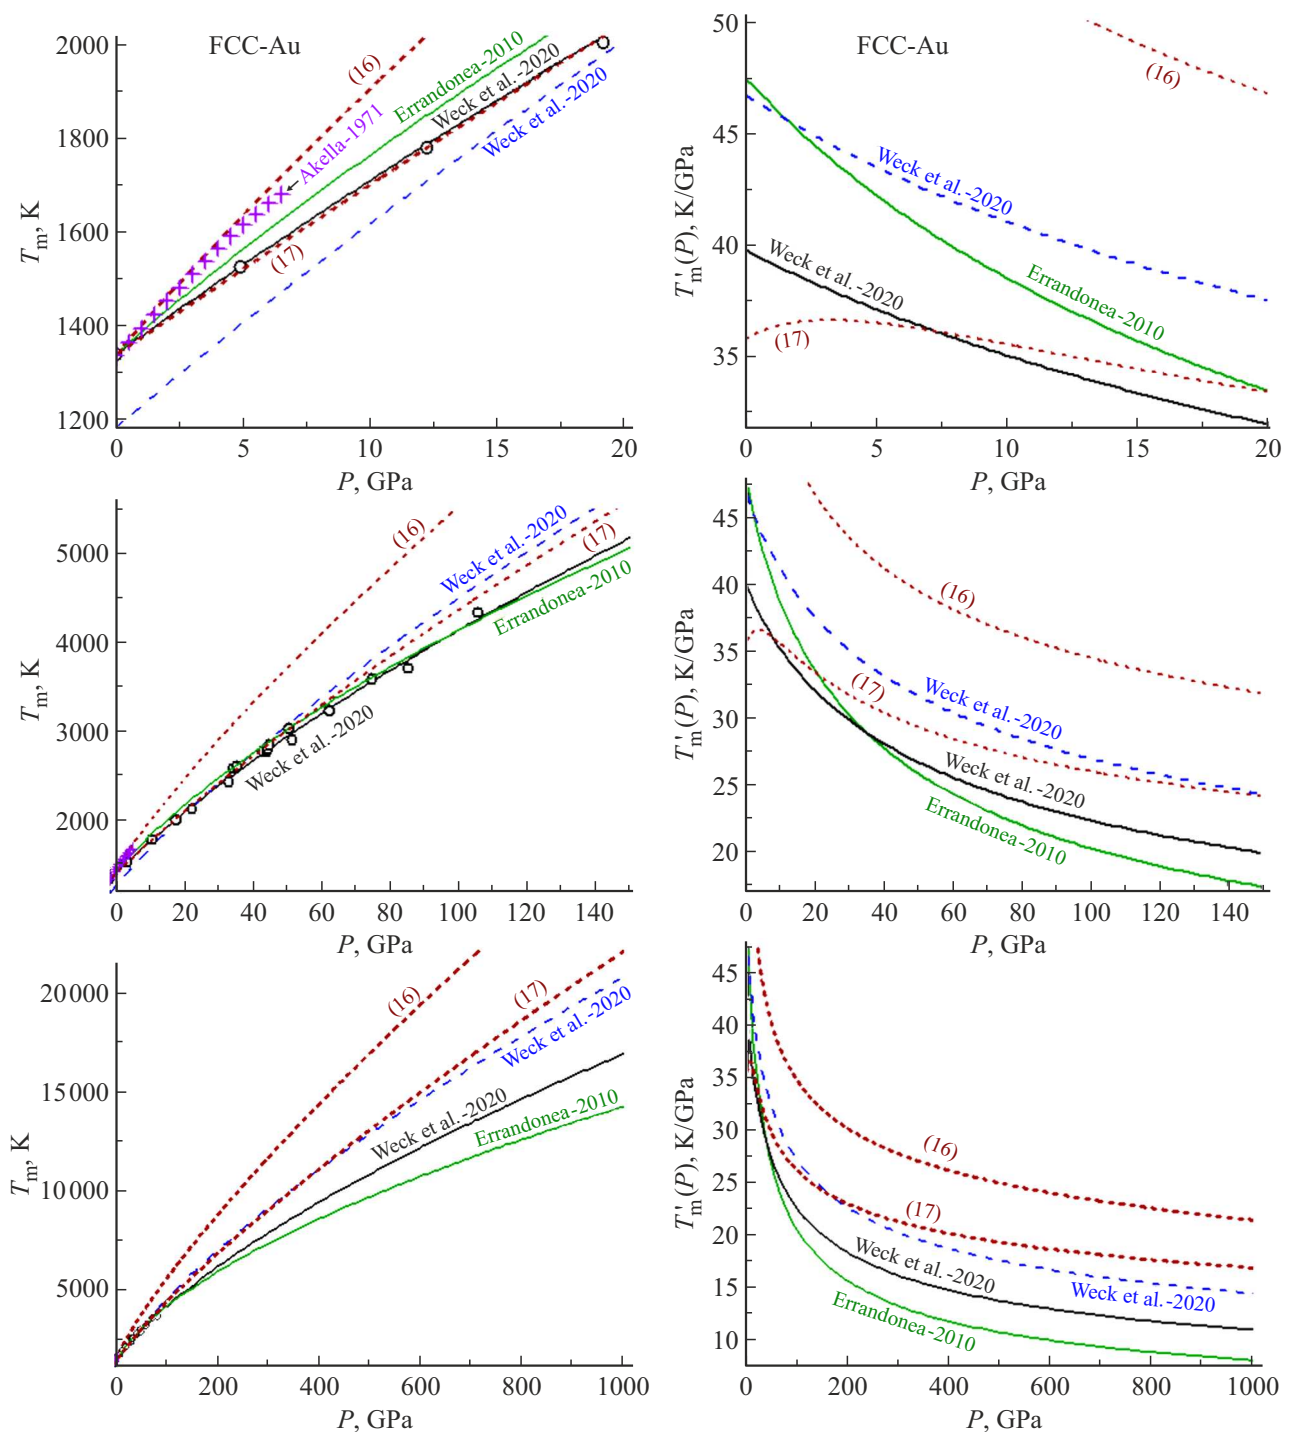 FCC-Au
2000
1800
1600
1400
1200
T_m, K
(16)
Errandonea-2010
Weck et al.-2020
Weck et al.-2020
Akella-1971
(17)
0 5 10 15 20
P, GPa
FCC-Au
50
45
40
35
T'_m(P), K/GPa
(16)
Weck et al.-2020
Weck et al.-2020
Errandonea-2010
(17)
0 5 10 15 20
P, GPa
5000
4000
3000
2000
T_m, K
(16)
Weck et al.-2020
(17)
Errandonea-2010
Weck et al.-2020
0 20 40 60 80 100 120 140
P, GPa
45
40
35
30
25
20
T'_m(P), K/GPa
(16)
(17)
Weck et al.-2020
Weck et al.-2020
Errandonea-2010
0 20 40 60 80 100 120 140
P, GPa
20000
15000
10000
5000
T_m, K
(16)
(17)
Weck et al.-2020
Weck et al.-2020
Errandonea-2010
0 200 400 600 800 1000
P, GPa
45
40
35
30
25
20
15
10
T'_m(P), K/GPa
(16)
(17)
Weck et al.-2020
Weck et al.-2020
Errandonea-2010
0 200 400 600 800 1000
P, GPa